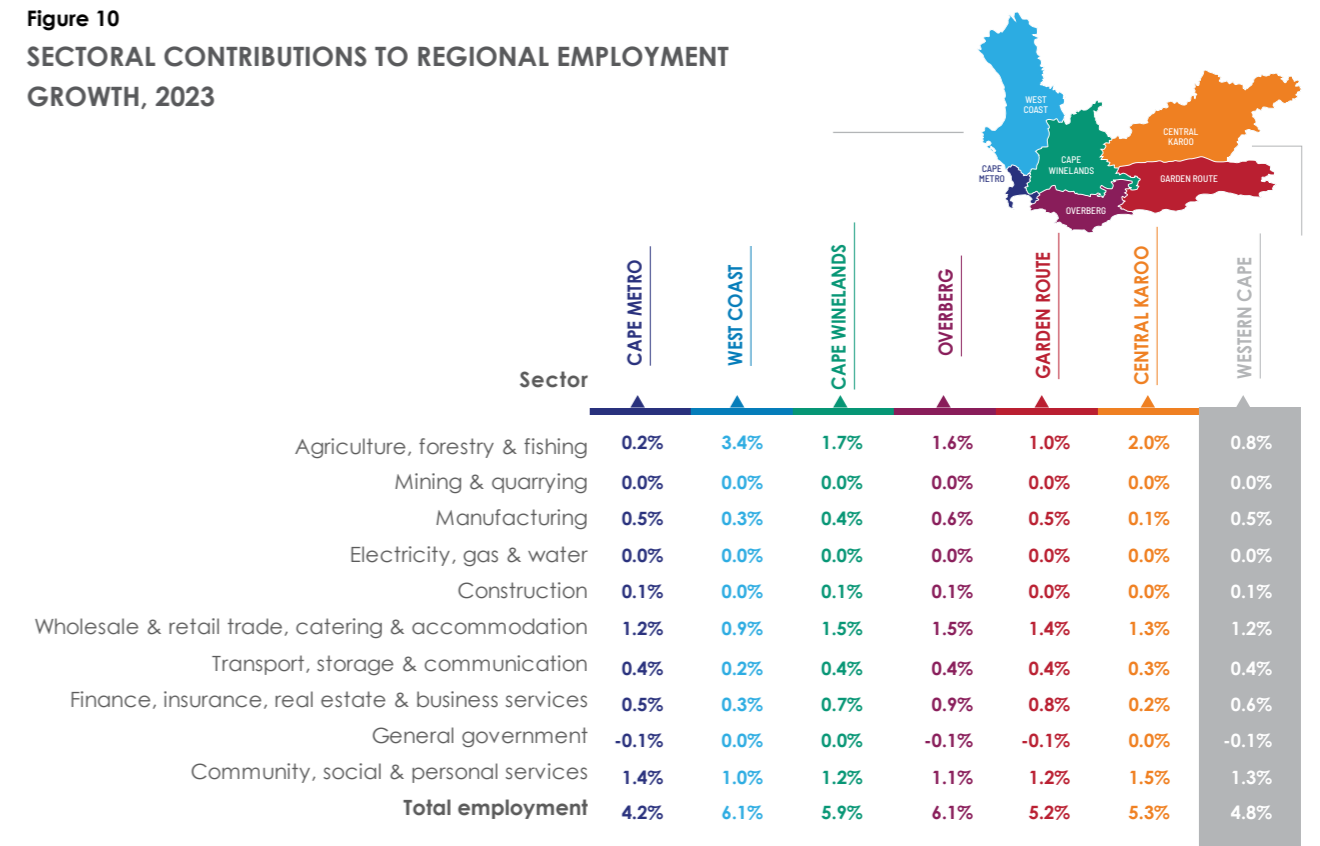 Figure 10
SECTORAL CONTRIBUTIONS TO REGIONAL EMPLOYMENT
GROWTH, 2023
WEST
COAST
CENTRAL
KAROO
CAPE
METRO
CAPE
WINELANDS
GARDEN ROUTE
OVERBERG
Sector
CAPE METRO
WEST COAST
CAPE WINELANDS
OVERBERG
GARDEN ROUTE
CENTRAL KAROO
WESTERN CAPE
Agriculture, forestry & fishing 0.2% 3.4% 1.7% 1.6% 1.0% 2.0% 0.8%
Mining & quarrying 0.0% 0.0% 0.0% 0.0% 0.0% 0.0% 0.0%
Manufacturing 0.5% 0.3% 0.4% 0.6% 0.5% 0.1% 0.5%
Electricity, gas & water 0.0% 0.0% 0.0% 0.0% 0.0% 0.0% 0.0%
Construction 0.1% 0.0% 0.1% 0.1% 0.0% 0.0% 0.1%
Wholesale & retail trade, catering & accommodation 1.2% 0.9% 1.5% 1.5% 1.4% 1.3% 1.2%
Transport, storage & communication 0.4% 0.2% 0.4% 0.4% 0.4% 0.3% 0.4%
Finance, insurance, real estate & business services 0.5% 0.3% 0.7% 0.9% 0.8% 0.2% 0.6%
General government -0.1% 0.0% 0.0% -0.1% -0.1% 0.0% -0.1%
Community, social & personal services 1.4% 1.0% 1.2% 1.1% 1.2% 1.5% 1.3%
Total employment 4.2% 6.1% 5.9% 6.1% 5.2% 5.3% 4.8%